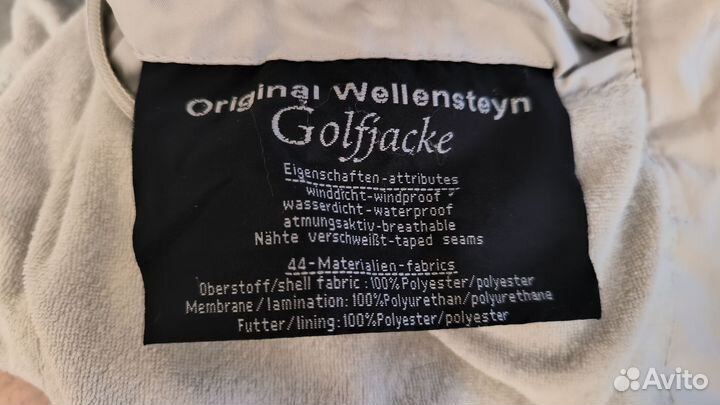 Original Wellensteyn
Golfjacke
Eigenschaften-attributes
winddicht-windproof
wasserdicht-waterproof
atmungsaktiv-breathable
Nähte verschweißt-taped seams
44-Materialien-fabrics
Oberstoff/shell fabric:100%Polyester/polyester
Membrane/lamination:100%Polyurethan/polyurethane
Futter/lining:100%Polyester/polyester
Avito